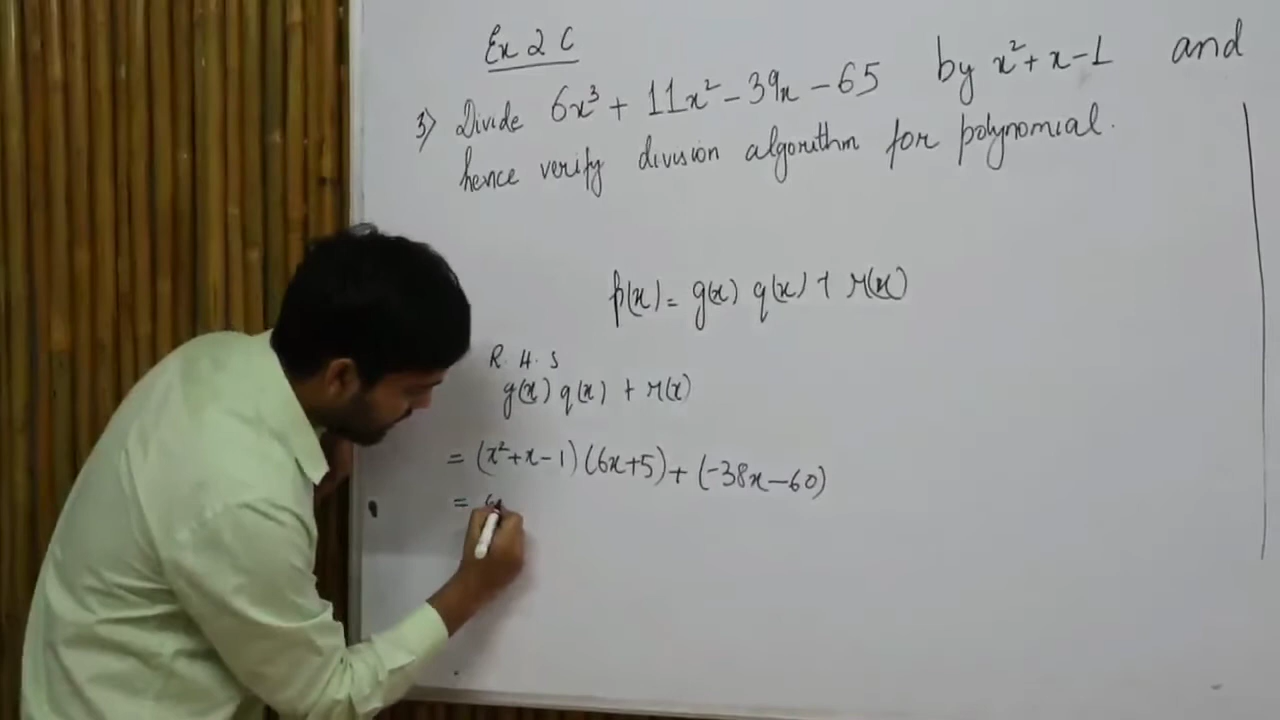 Ex 2 C
3) Divide 6x³ + 11x² - 39x - 65 by x² + x - 1 and
hence verify division algorithm for polynomial.
p(x) = g(x) q(x) + r(x)
R. H. S
g(x) q(x) + r(x)
= (x² + x - 1) (6x + 5) + (-38x - 60)
= 6